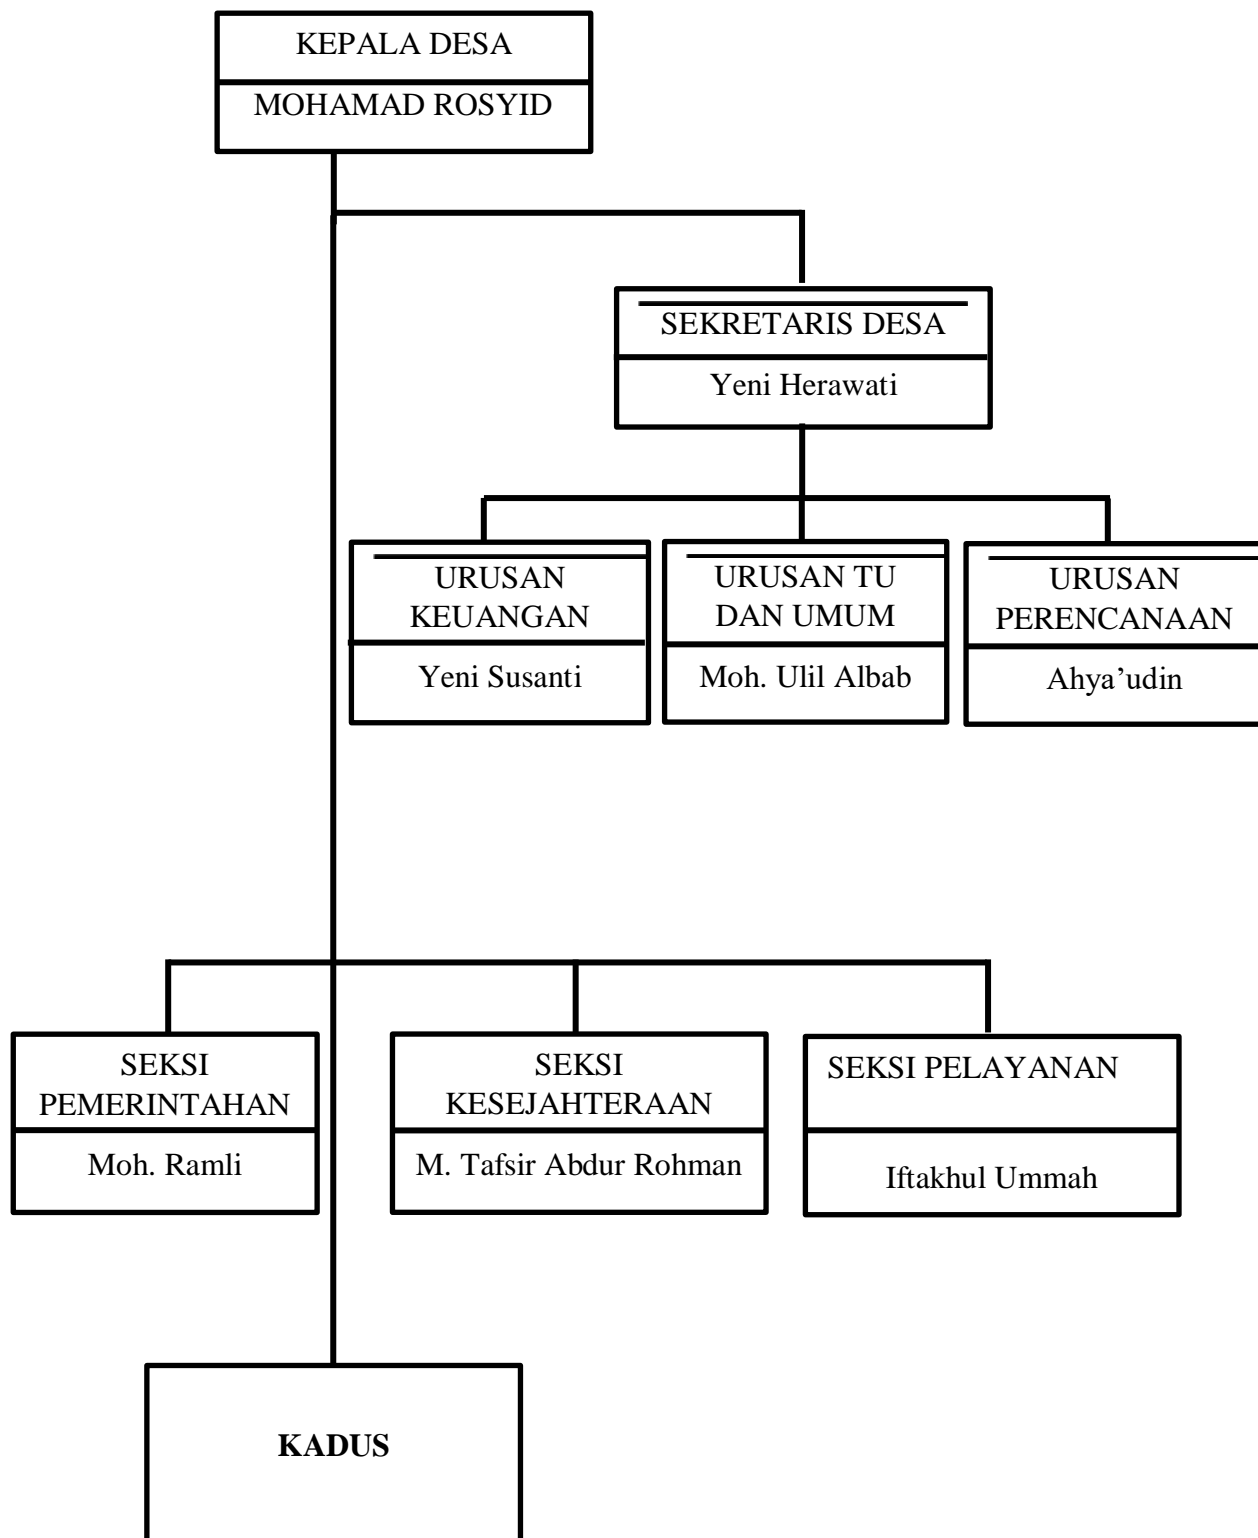 KEPALA DESA
MOHAMAD ROSYID
SEKRETARIS DESA
Yeni Herawati
URUSAN
KEUANGAN
Yeni Susanti
URUSAN TU
DAN UMUM
Moh. Ulil Albab
URUSAN
PERENCANAAN
Ahya’udin
SEKSI
PEMERINTAHAN
Moh. Ramli
SEKSI
KESEJAHTERAAN
M. Tafsir Abdur Rohman
SEKSI PELAYANAN
Iftakhul Ummah
KADUS